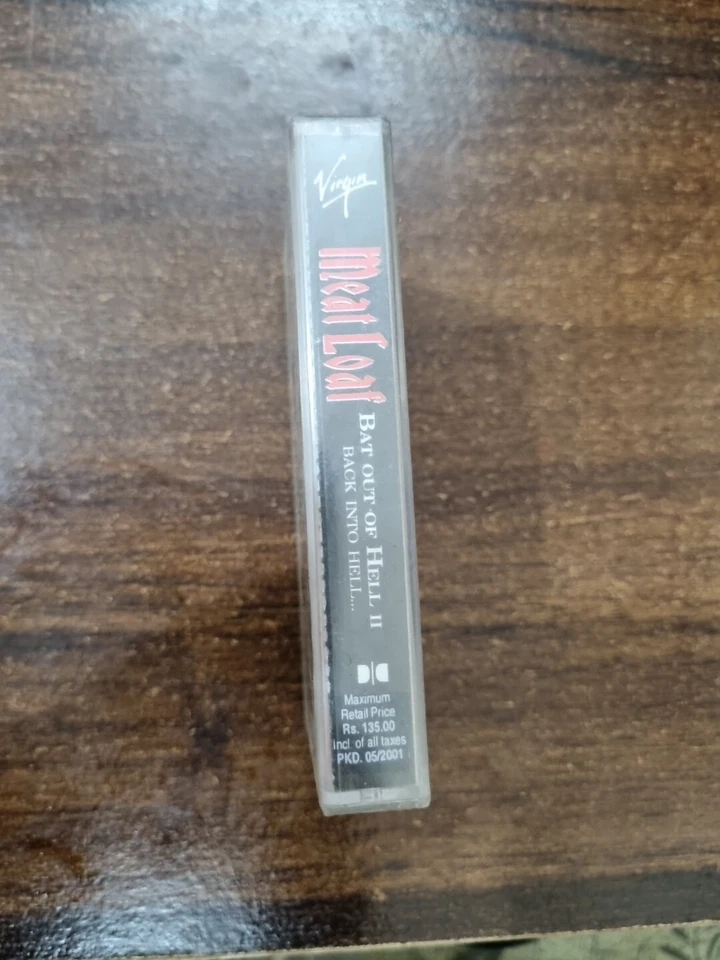 Virgin
Meat Loaf
BAT OUT OF HELL II
BACK INTO HELL...
Maximum
Retail Price
Rs. 135.00
Incl of all taxes
PKD. 05/2001